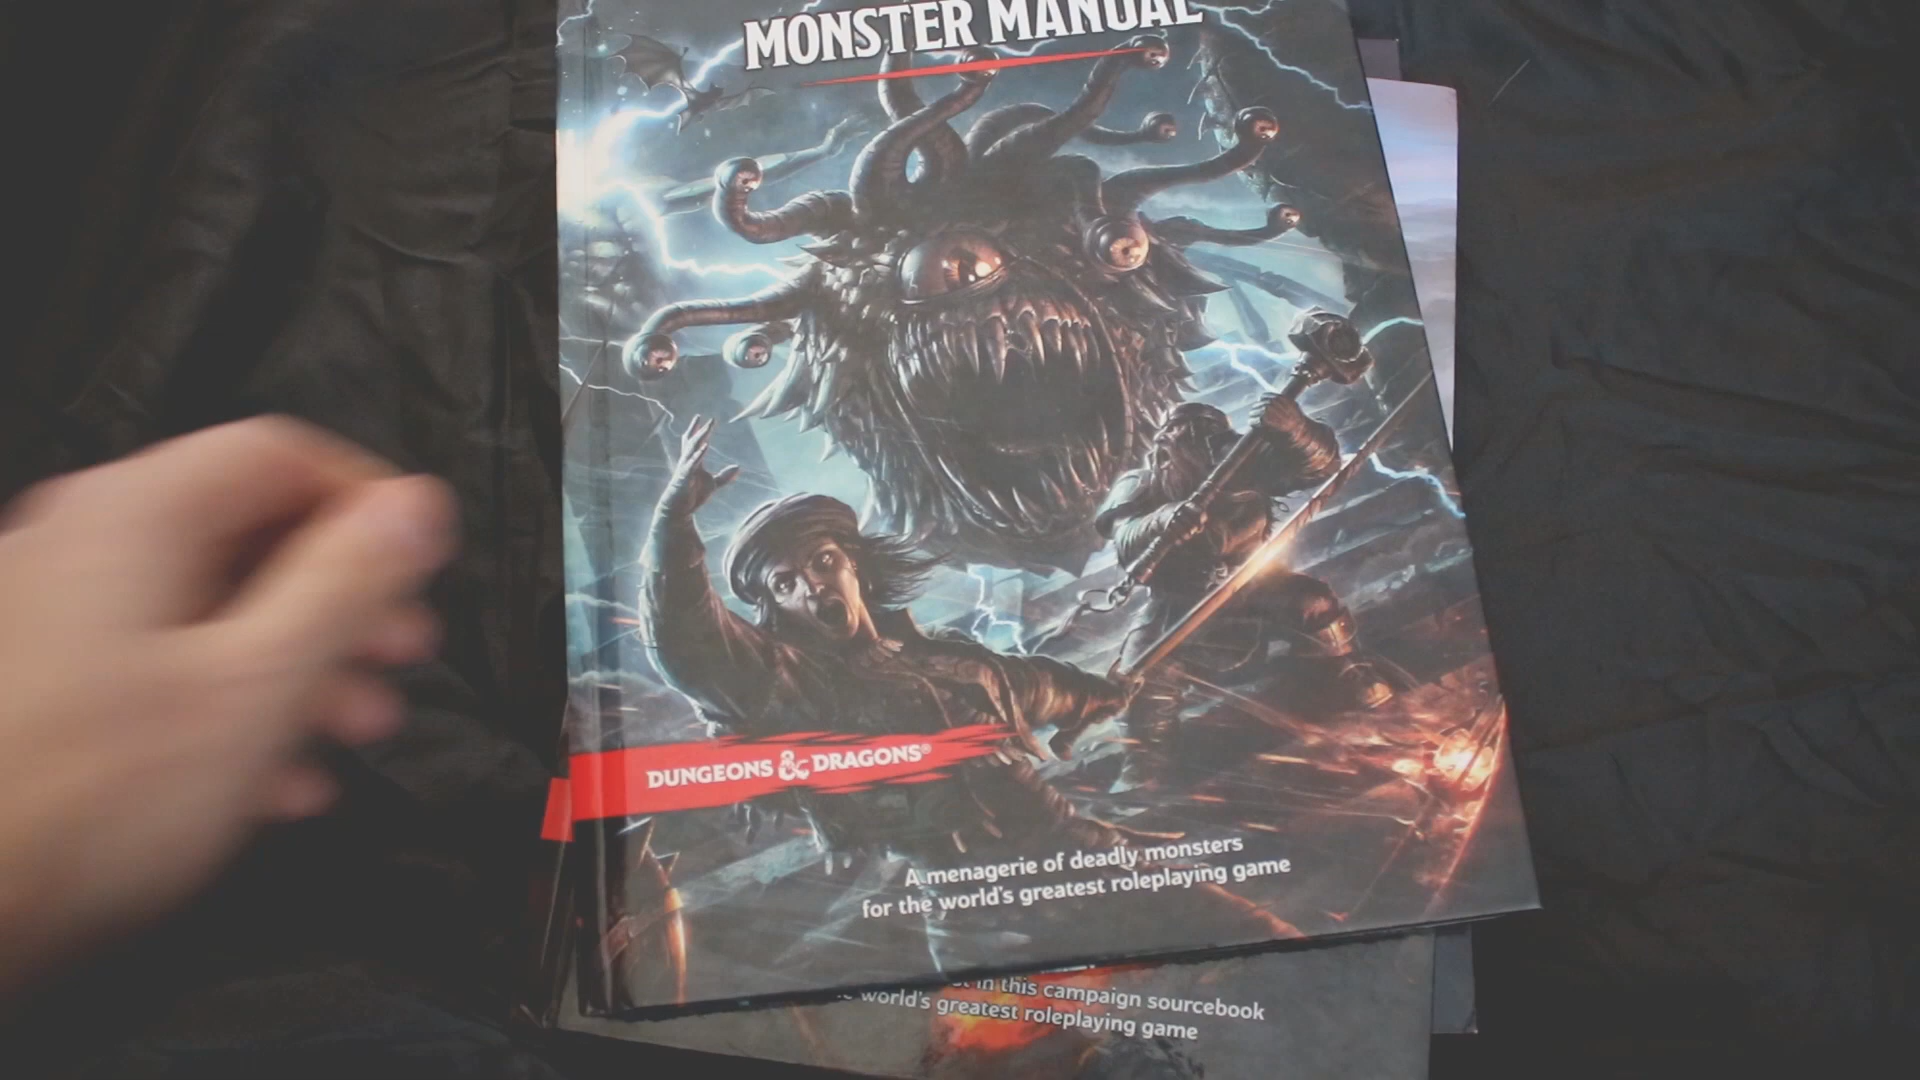 MONSTER MANUAL
DUNGEONS & DRAGONS®
A menagerie of deadly monsters
for the world's greatest roleplaying game
in this campaign sourcebook
world's greatest roleplaying game